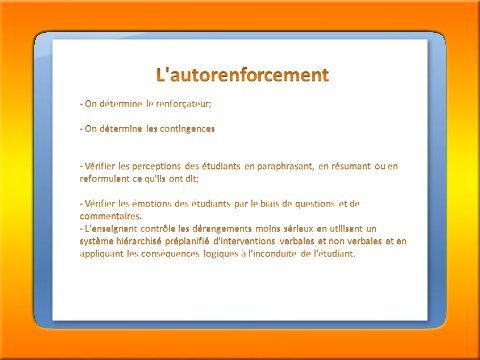 L'autorenforcement
- On détermine le renforçateur;
- On détermine les contingences
- Vérifier les perceptions des étudiants en paraphrasant, en résumant ou en
reformulant ce qu'ils ont dit;
- Vérifier les émotions des étudiants par le biais de questions et de
commentaires.
- L'enseignant contrôle les dérangements moins sérieux en utilisant un
système hiérarchisé préplanifié d'interventions verbales et non verbales et en
appliquant les conséquences logiques à l'inconduite de l'étudiant.